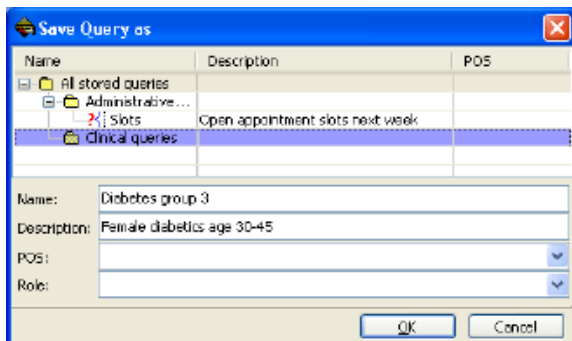 Save Query as
Name Description POS
All stored queries
Administrative...
Slots Open appointment slots next week
Clinical queries
Name: Diabetes group 3
Description: Female diabetics age 30-45
POS:
Role:
OK Cancel